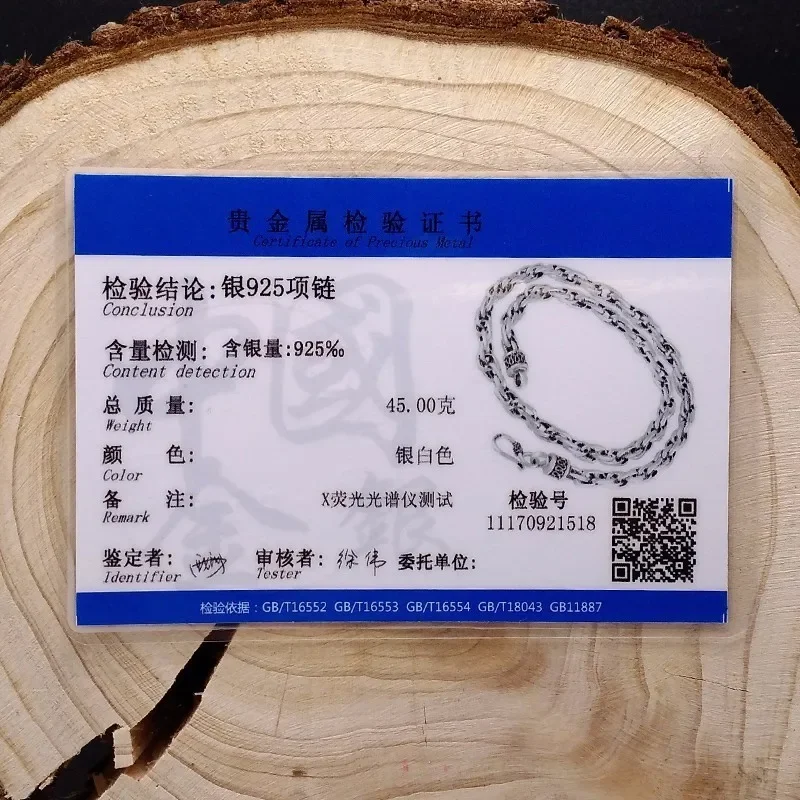 贵金属检验证书
Certificate of Precious Metal
检验结论:银925项链
Conclusion
含量检测: 含银量:925‰
Content detection
总质量: 45.00克
Weight
颜 色: 银白色
Color
备 注: X荧光光谱仪测试
Remark
检验号
11170921518
鉴定者: 审核者: 徐伟 委托单位:
Identifier Tester
检验依据:GB/T16552 GB/T16553 GB/T16554 GB/T18043 GB11887